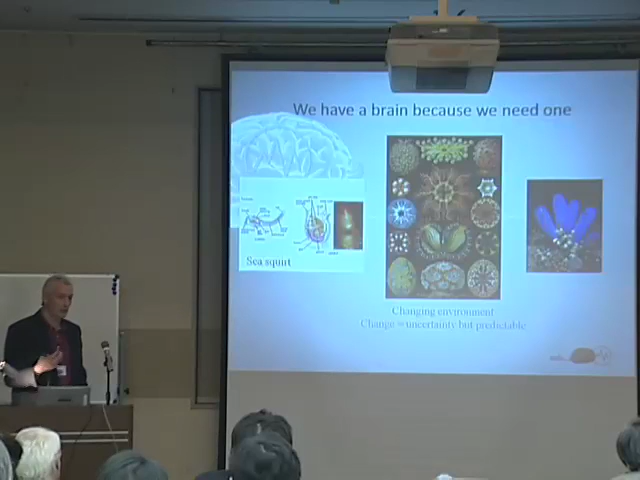 We have a brain because we need one
Sea squirt
Changing environment
Change = uncertainty but predictable